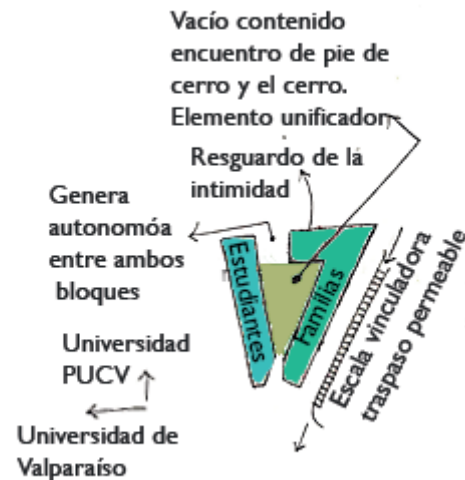 Vacío contenido
encuentro de pie de
cerro y el cerro.
Elemento unificador
Resguardo de la
intimidad
Genera
autonomóa
entre ambos
bloques
Estudiantes
Familias
Escala vinculadora
traspaso permeable
Universidad
PUCV
Universidad de
Valparaíso